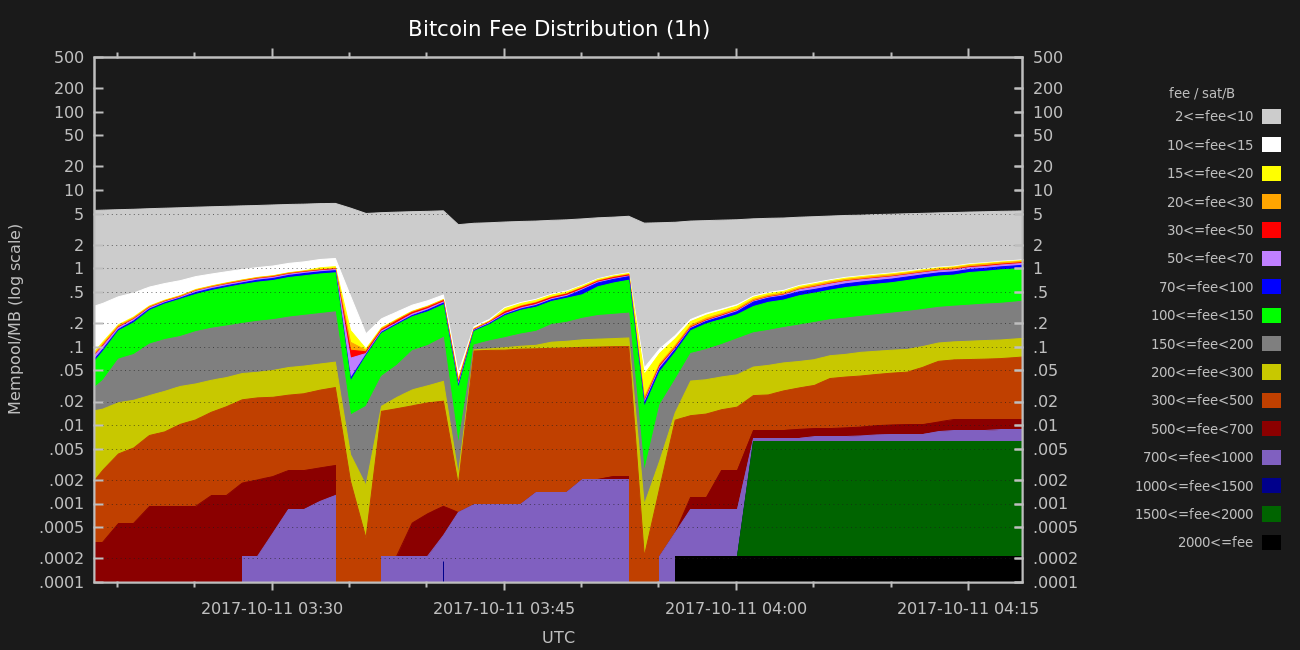 Bitcoin Fee Distribution (1h)
500 500
200 200
100 100
50 50
20 20
10 10
5 5
2 2
1 1
.5 .5
.2 .2
.1 .1
.05 .05
.02 .02
.01 .01
.005 .005
.002 .002
.001 .001
.0005 .0005
.0002 .0002
.0001 .0001
Mempool/MB (log scale)
2017-10-11 03:30 2017-10-11 03:45 2017-10-11 04:00 2017-10-11 04:15
UTC
fee / sat/B
2<=fee<10
10<=fee<15
15<=fee<20
20<=fee<30
30<=fee<50
50<=fee<70
70<=fee<100
100<=fee<150
150<=fee<200
200<=fee<300
300<=fee<500
500<=fee<700
700<=fee<1000
1000<=fee<1500
1500<=fee<2000
2000<=fee